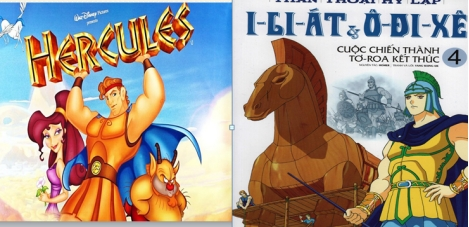 WALT DISNEY Pictures
presents
HERCULES
THẦN THOẠI HY LẠP
I-LI-ÁT & Ô-ĐI-XÊ
CUỘC CHIẾN THÀNH
TƠ-ROA KẾT THÚC
4